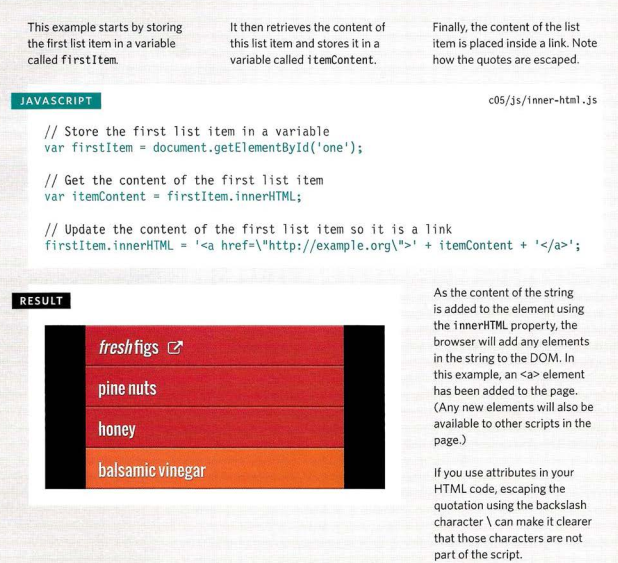 This example starts by storing
the first list item in a variable
called firstItem.
It then retrieves the content of
this list item and stores it in a
variable called itemContent.
Finally, the content of the list
item is placed inside a link. Note
how the quotes are escaped.
JAVASCRIPT
c05/js/inner-html.js
// Store the first list item in a variable
var firstItem = document.getElementById('one');
// Get the content of the first list item
var itemContent = firstItem.innerHTML;
// Update the content of the first list item so it is a link
firstItem.innerHTML = '<a href=\"http://example.org\">' + itemContent + '</a>';
RESULT
fresh figs
pine nuts
honey
balsamic vinegar
As the content of the string
is added to the element using
the innerHTML property, the
browser will add any elements
in the string to the DOM. In
this example, an <a> element
has been added to the page.
(Any new elements will also be
available to other scripts in the
page.)
If you use attributes in your
HTML code, escaping the
quotation using the backslash
character \ can make it clearer
that those characters are not
part of the script.